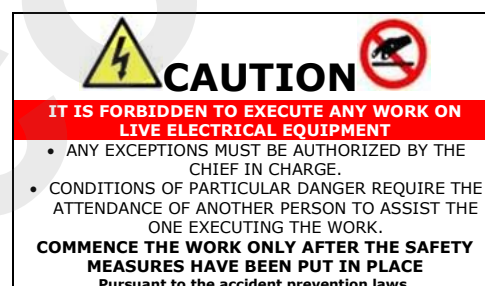 CAUTION
IT IS FORBIDDEN TO EXECUTE ANY WORK ON
LIVE ELECTRICAL EQUIPMENT
• ANY EXCEPTIONS MUST BE AUTHORIZED BY THE
CHIEF IN CHARGE.
• CONDITIONS OF PARTICULAR DANGER REQUIRE THE
ATTENDANCE OF ANOTHER PERSON TO ASSIST THE
ONE EXECUTING THE WORK.
COMMENCE THE WORK ONLY AFTER THE SAFETY
MEASURES HAVE BEEN PUT IN PLACE
Pursuant to the accident prevention laws